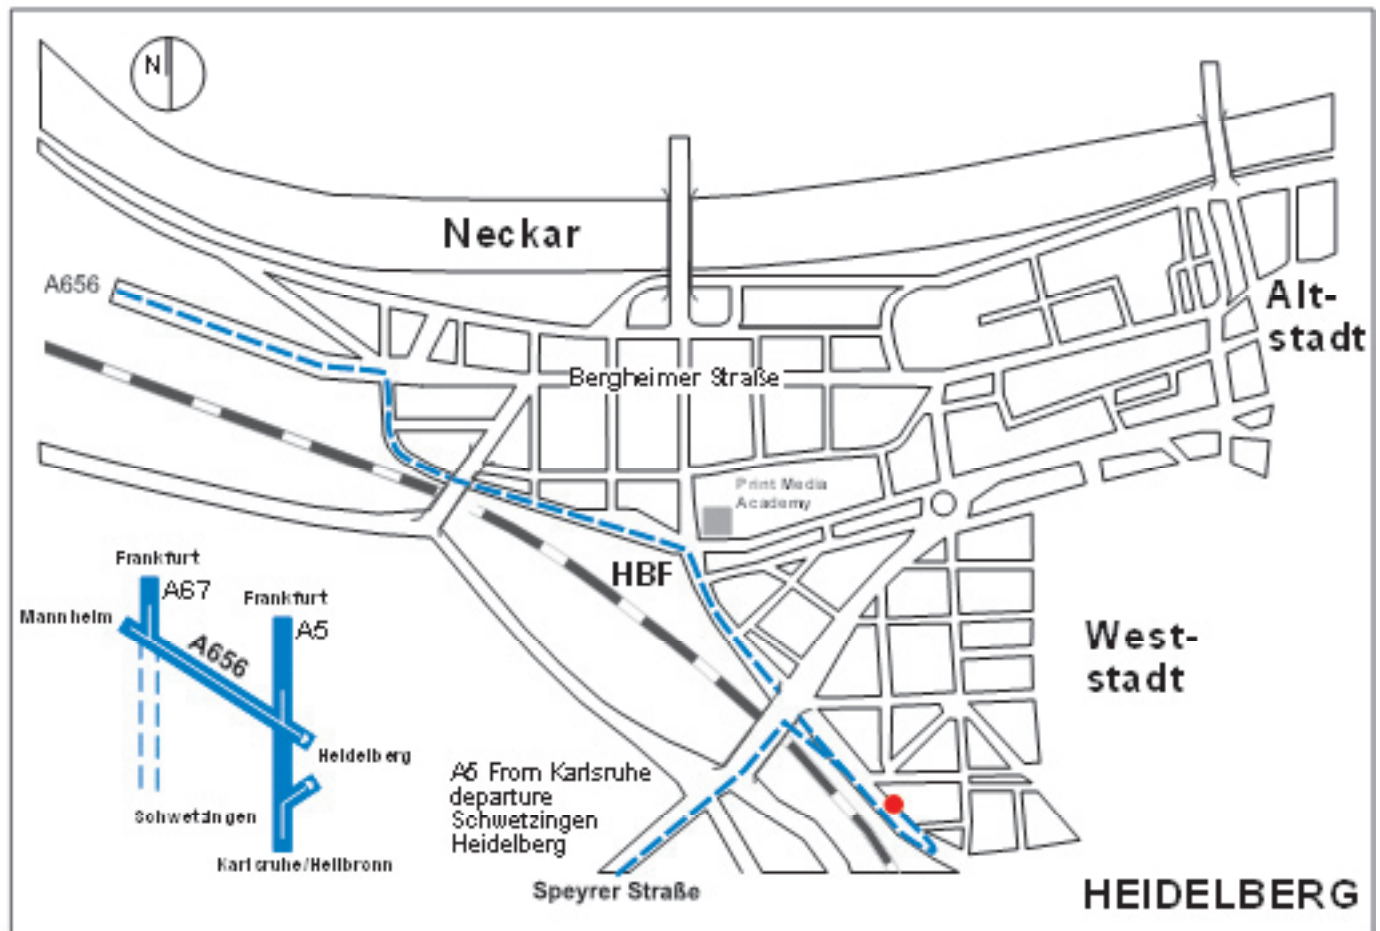 N
Neckar
A656
Alt-
stadt
Bergheimer Straße
Print Media
Academy
HBF
Frankfurt
A67
Frankfurt
Mannheim
A5
A656
West-
stadt
Heidelberg
A5 From Karlsruhe
departure
Schwetzingen
Heidelberg
Schwetzingen
Karlsruhe/Heilbronn
Speyrer Straße
HEIDELBERG